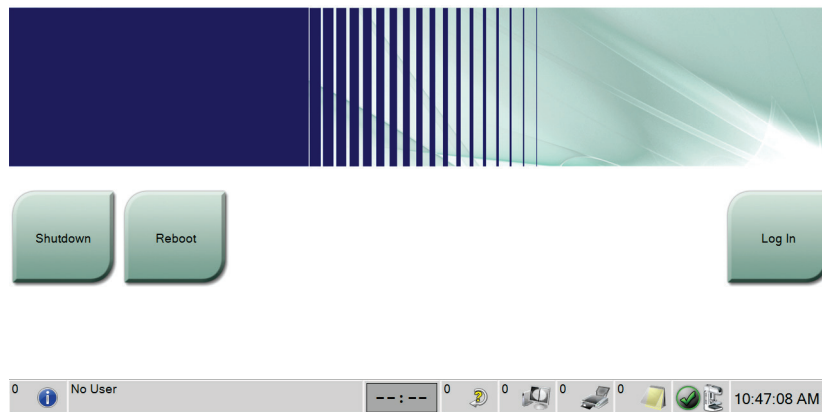 Shutdown
Reboot
Log In
0
No User
--:--
0
0
0
0
10:47:08 AM